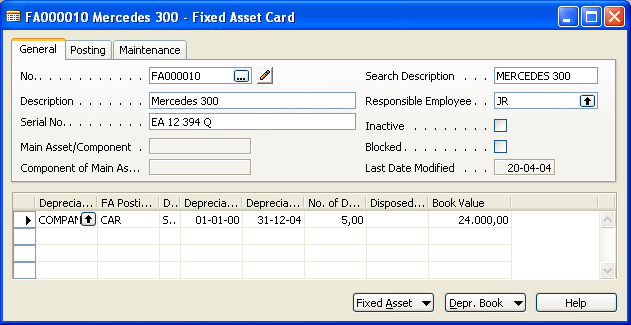 FA000010 Mercedes 300 - Fixed Asset Card
General Posting Maintenance
No. . . . . . . . . . . . FA000010 ... Search Description . . . MERCEDES 300
Description . . . . . . . . Mercedes 300 Responsible Employee . . JR
Serial No. . . . . . . . . . EA 12 394 Q Inactive . . . . . . . .
Main Asset/Component . Blocked . . . . . . . . .
Component of Main As... Last Date Modified . . . 20-04-04
Deprecia... FA Posti... D... Deprecia... Deprecia... No. of D... Disposed... Book Value
COMPAN CAR S.. 01-01-00 31-12-04 5,00 24.000,00
Fixed Asset Depr. Book Help